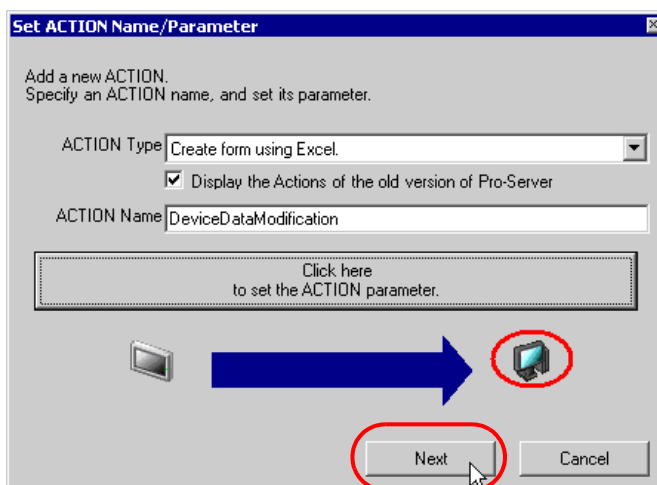 Set ACTION Name/Parameter
Add a new ACTION.
Specify an ACTION name, and set its parameter.
ACTION Type Create form using Excel.
Display the Actions of the old version of Pro-Server
ACTION Name DeviceDataModification
Click here
to set the ACTION parameter.
Next Cancel